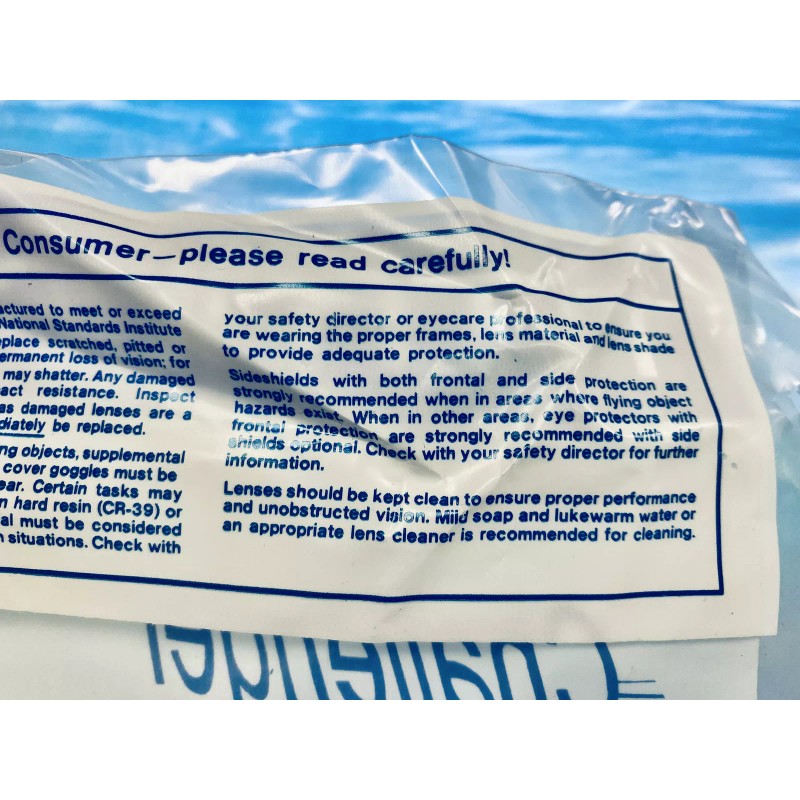 Consumer—please read carefully!
actured to meet or exceed
National Standards Institute
eplace scratched, pitted or
ermanent loss of vision; for
may shatter. Any damaged
act resistance. Inspect
as damaged lenses are a
diately be replaced.
ng objects, supplemental
cover goggles must be
ear. Certain tasks may
n hard resin (CR-39) or
al must be considered
n situations. Check with
your safety director or eyecare professional to ensure you
are wearing the proper frames, lens material and lens shade
to provide adequate protection.
Sideshields with both frontal and side protection are
strongly recommended when in areas where flying object
hazards exist. When in other areas, eye protectors with
frontal protection are strongly recommended with side
shields optional. Check with your safety director for further
information.
Lenses should be kept clean to ensure proper performance
and unobstructed vision. Mild soap and lukewarm water or
an appropriate lens cleaner is recommended for cleaning.